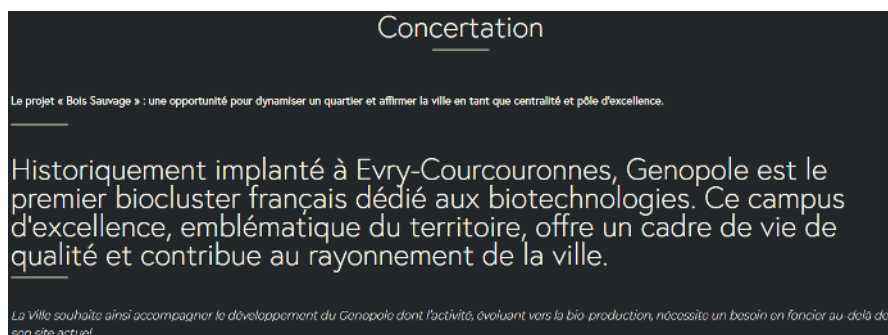 Concertation
Le projet « Bois Sauvage » : une opportunité pour dynamiser un quartier et affirmer la ville en tant que centralité et pôle d'excellence.
Historiquement implanté à Evry-Courcouronnes, Genopole est le
premier biocluster français dédié aux biotechnologies. Ce campus
d'excellence, emblématique du territoire, offre un cadre de vie de
qualité et contribue au rayonnement de la ville.
La Ville souhaite ainsi accompagner le développement du Genopole dont l'activité, évoluant vers la bio-production, nécessite un besoin en foncier au-delà de
son site actuel